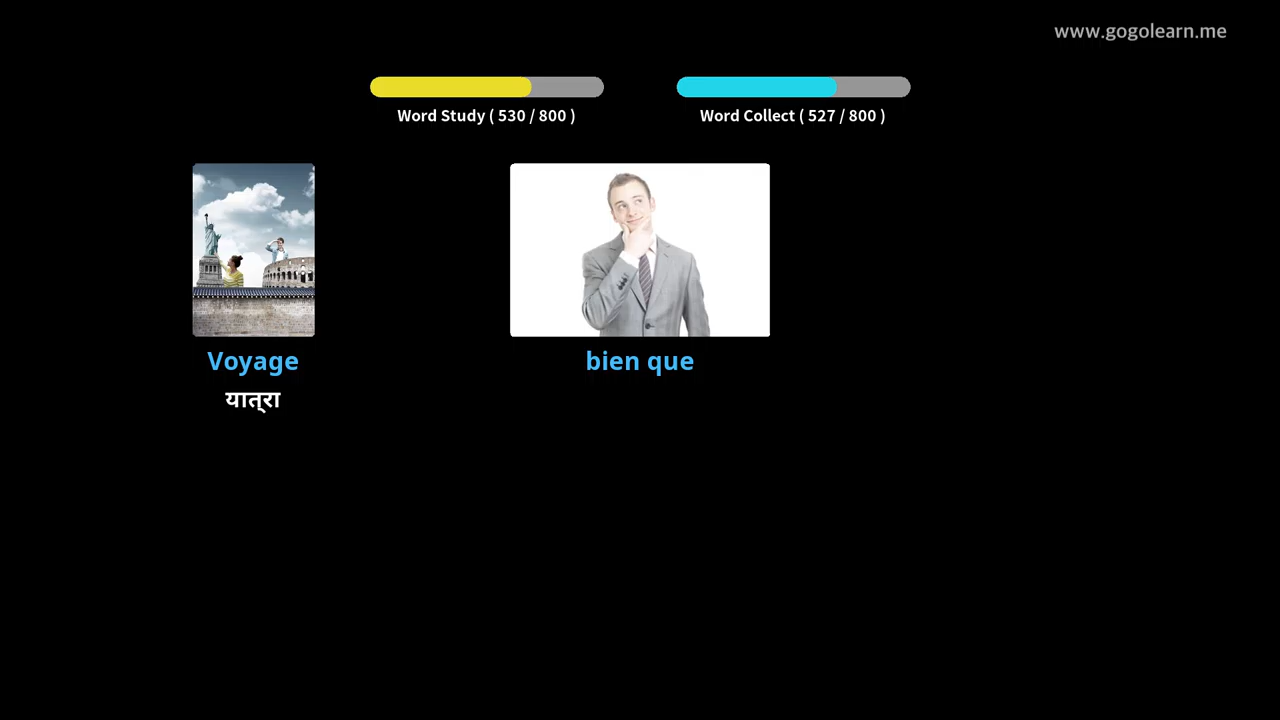 www.gogolearn.me
Word Study ( 530 / 800 )
Word Collect ( 527 / 800 )
Voyage
bien que
यात्रा